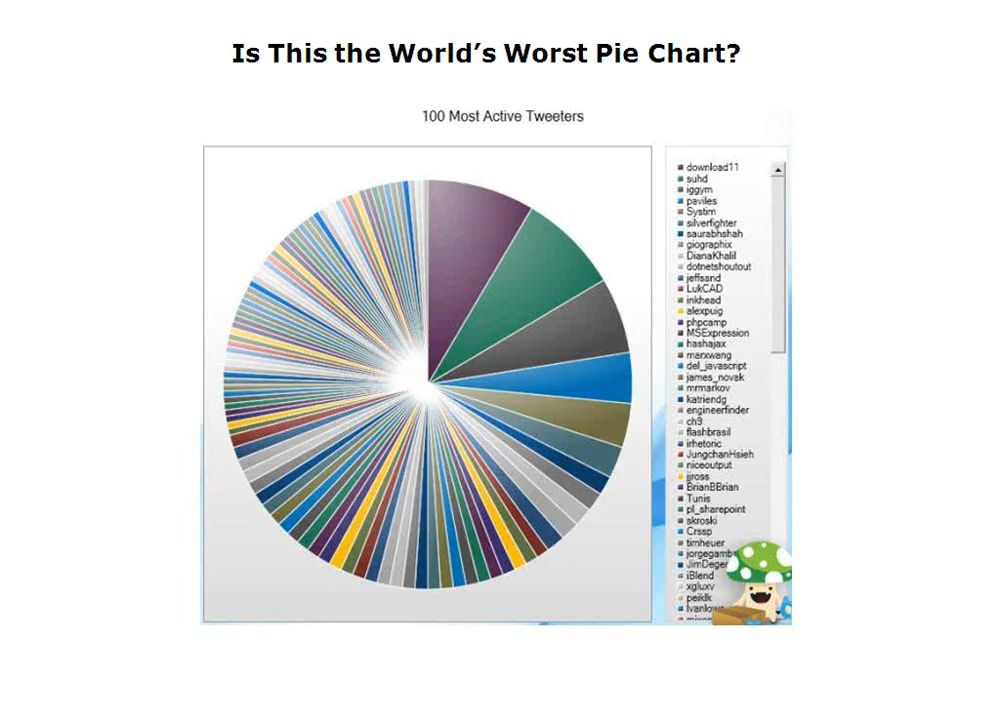 Is This the World's Worst Pie Chart?
100 Most Active Tweeters
download11
suhd
iggym
paviles
Systim
silverfighter
saurabhshah
giographix
DianaKhalil
dotnetshoutout
jeffsand
LukCAD
inkhead
alexpuig
phpcamp
MSExpression
hashajax
marxwang
del_javascript
james_novak
mrmarkov
katriendg
engineerfinder
ch9
flashbrasil
irhetoric
JungchanHsieh
niceoutput
jjross
BrianBBrian
Tunis
pl_sharepoint
skroski
Crssp
timheuer
iBlend
xgluxv
peiklk